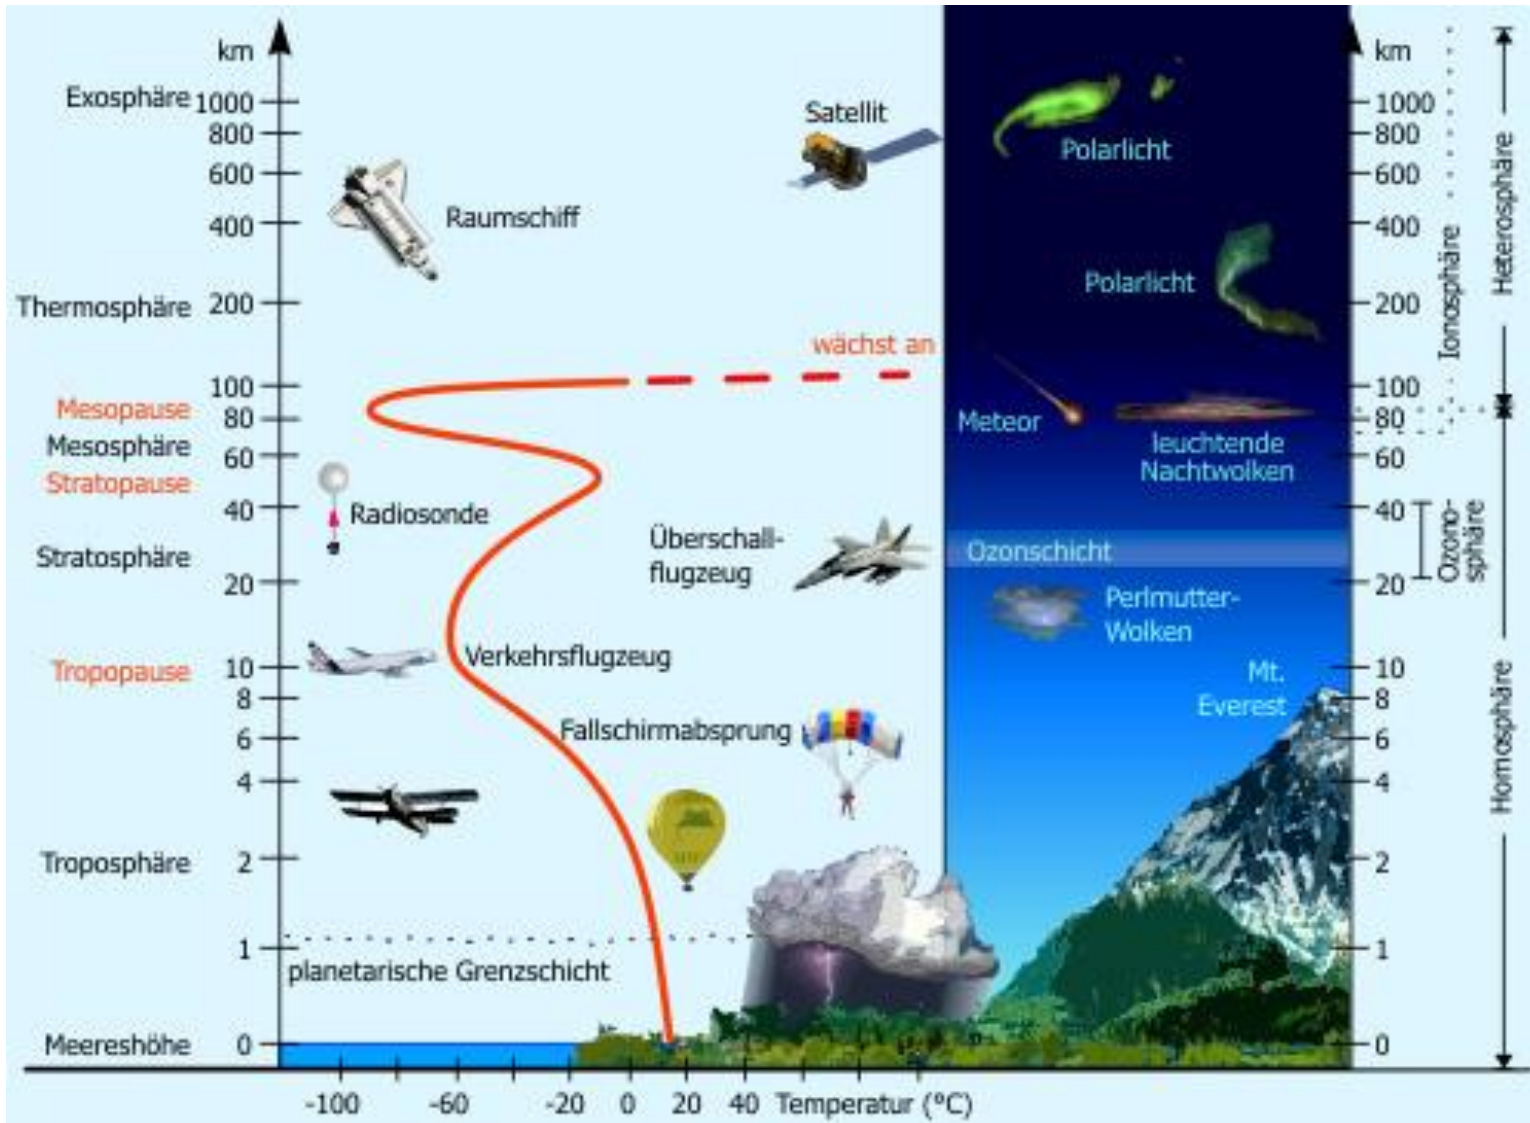 km
Exosphäre 1000
800
600
400
Thermosphäre 200
100
Mesopause
80
Mesosphäre
60
Stratopause
40
Stratosphäre
20
Tropopause 10
8
6
4
Troposphäre 2
1
Meereshöhe 0
Satellit
Raumschiff
wächst an
Radiosonde
Überschall-
flugzeug
Verkehrsflugzeug
Fallschirmabsprung
planetarische Grenzschicht
-100 -60 -20 0 20 40 Temperatur (°C)
Polarlicht
Polarlicht
Meteor
leuchtende
Nachtwolken
Ozonschicht
Perlmutter-
Wolken
Mt.
Everest
km
1000
800
600
400
200
100
80
60
40
20
10
8
6
4
2
1
0
Ionosphäre
Ozono-
sphäre
Heterosphäre
Homosphäre